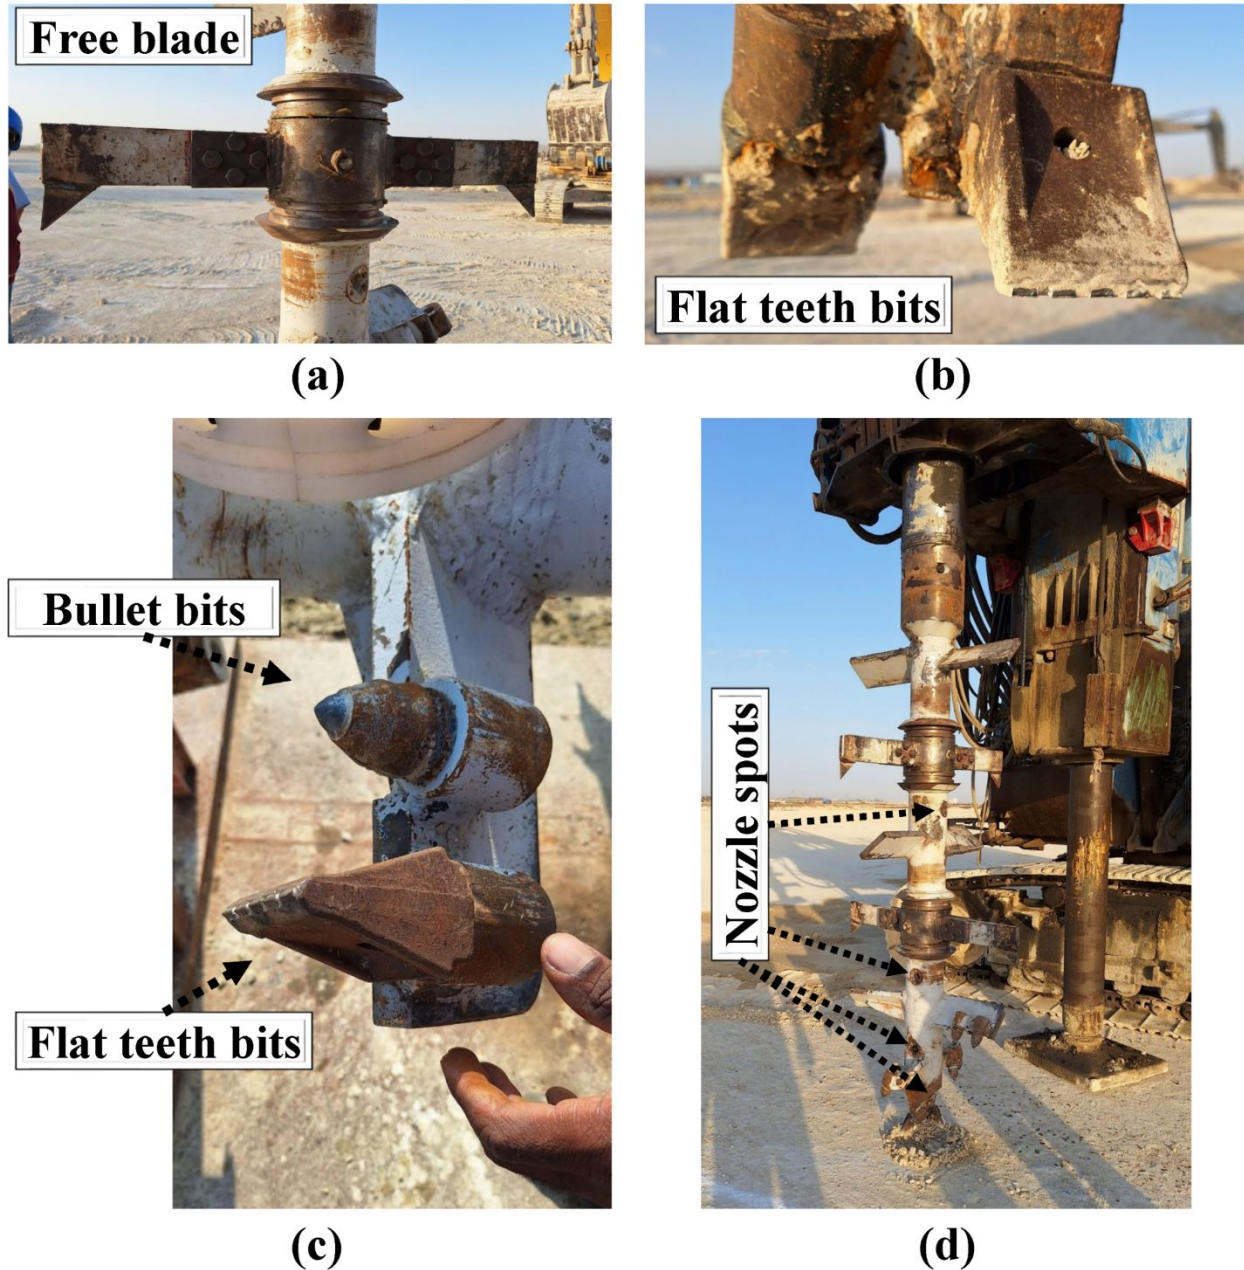 Free blade
(a)
Flat teeth bits
(b)
Bullet bits
Flat teeth bits
(c)
Nozzle spots
(d)